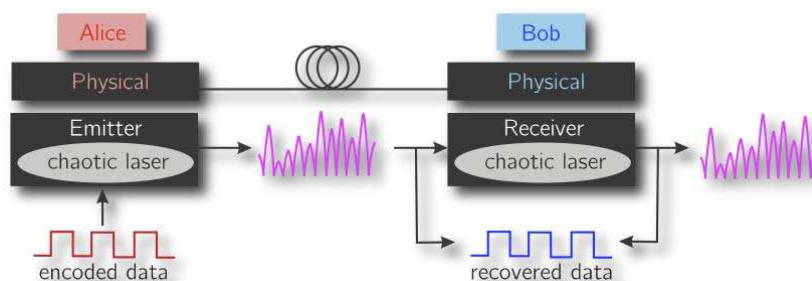 Alice
Bob
Physical
Physical
Emitter
Receiver
chaotic laser
chaotic laser
encoded data
recovered data